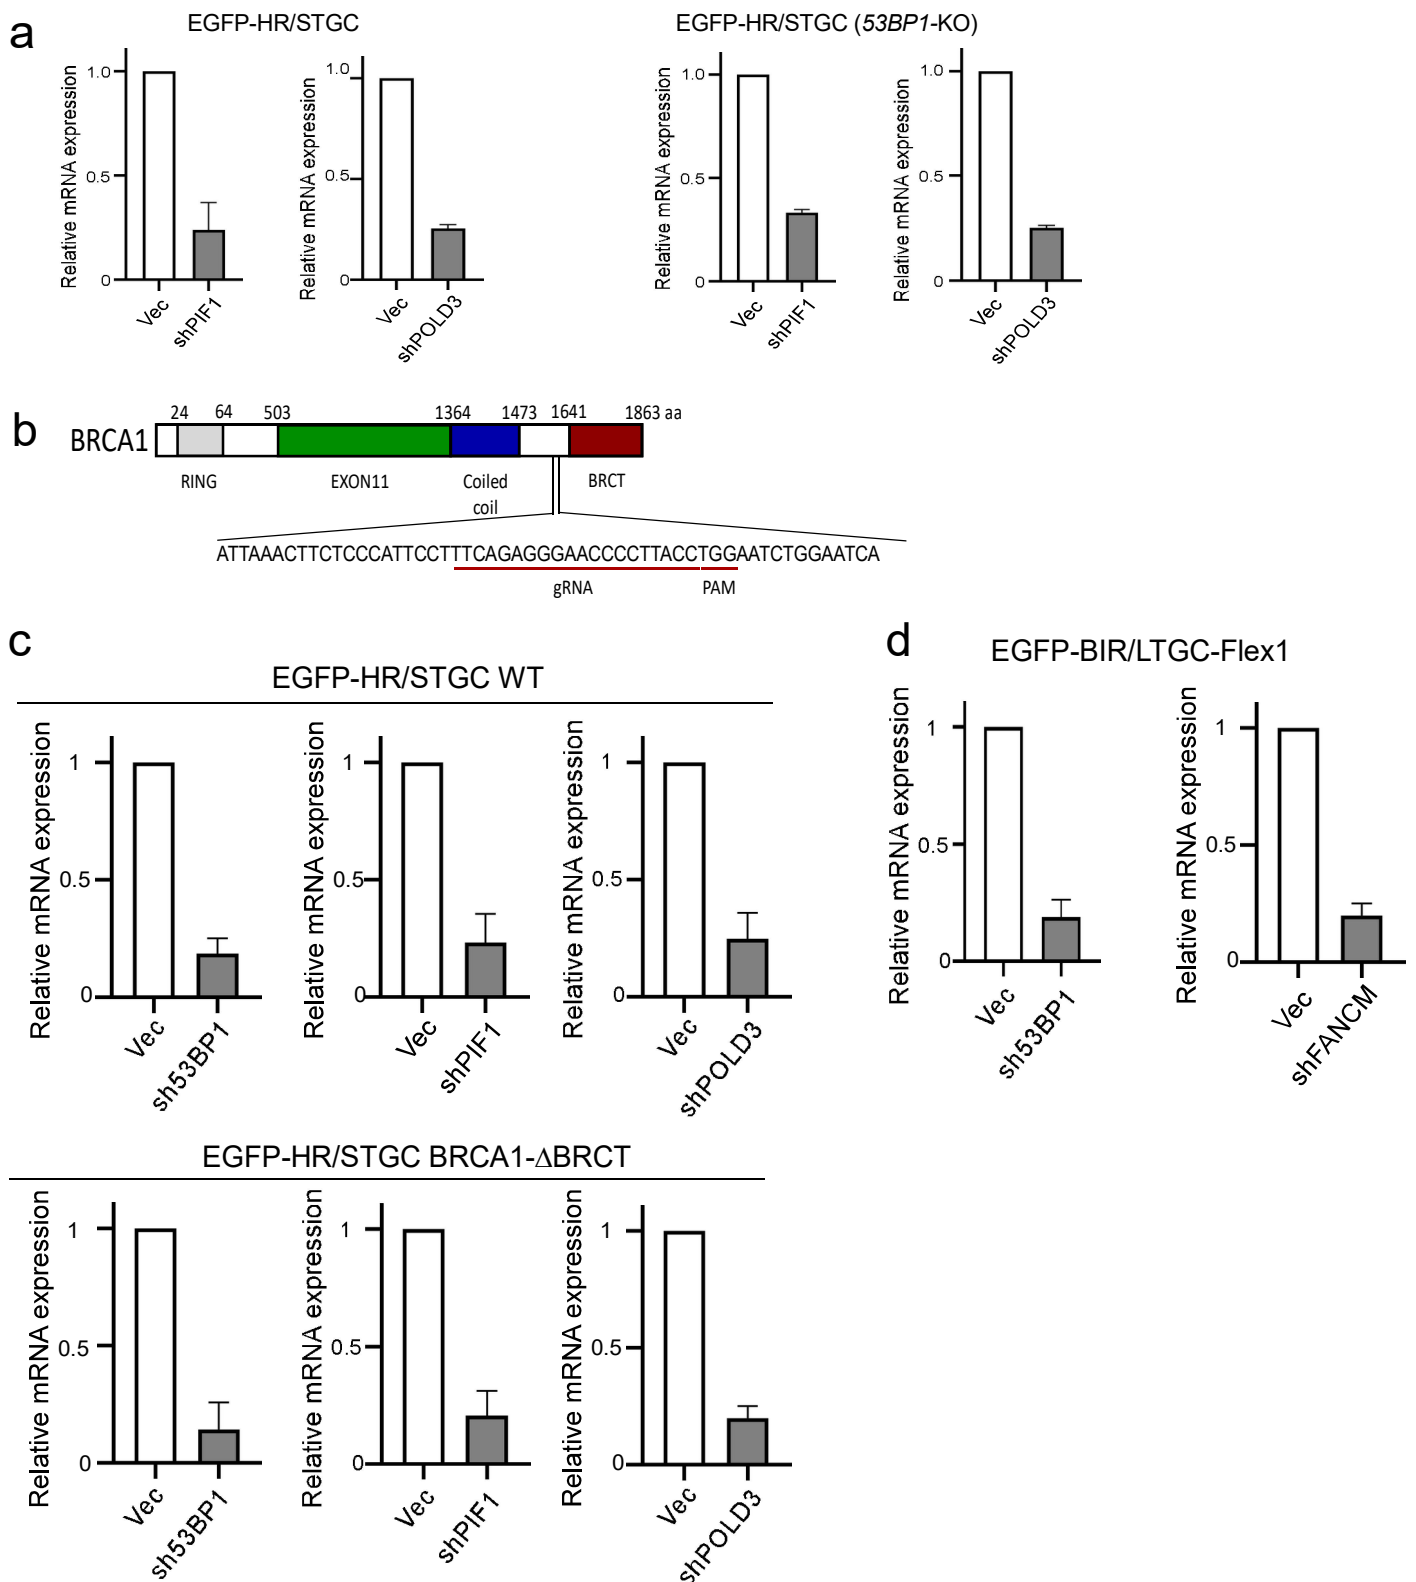 a
EGFP-HR/STGC
EGFP-HR/STGC (53BP1-KO)
Relative mRNA expression
1.0
0.5
0
Vec
shPIF1
Relative mRNA expression
1.0
0.5
0
Vec
shPOLD3
Relative mRNA expression
1.0
0.5
0
Vec
shPIF1
Relative mRNA expression
1.0
0.5
0
Vec
shPOLD3
b
24 64 503 1364 1473 1641 1863 aa
BRCA1
RING EXON11 Coiled BRCT
coil
ATTAAACTTCTCCCATTCCTTTCAGAGGGAACCCCTTACCTGGAATCTGGAATCA
gRNA PAM
c
EGFP-HR/STGC WT
Relative mRNA expression
1
0.5
0
Vec
sh53BP1
Relative mRNA expression
1
0.5
0
Vec
shPIF1
Relative mRNA expression
1
0.5
0
Vec
shPOLD3
EGFP-HR/STGC BRCA1-ΔBRCT
Relative mRNA expression
1
0.5
0
Vec
sh53BP1
Relative mRNA expression
1
0.5
0
Vec
shPIF1
Relative mRNA expression
1
0.5
0
Vec
shPOLD3
d
EGFP-BIR/LTGC-Flex1
Relative mRNA expression
1
0.5
0
Vec
sh53BP1
Relative mRNA expression
1
0.5
0
Vec
shFANCM